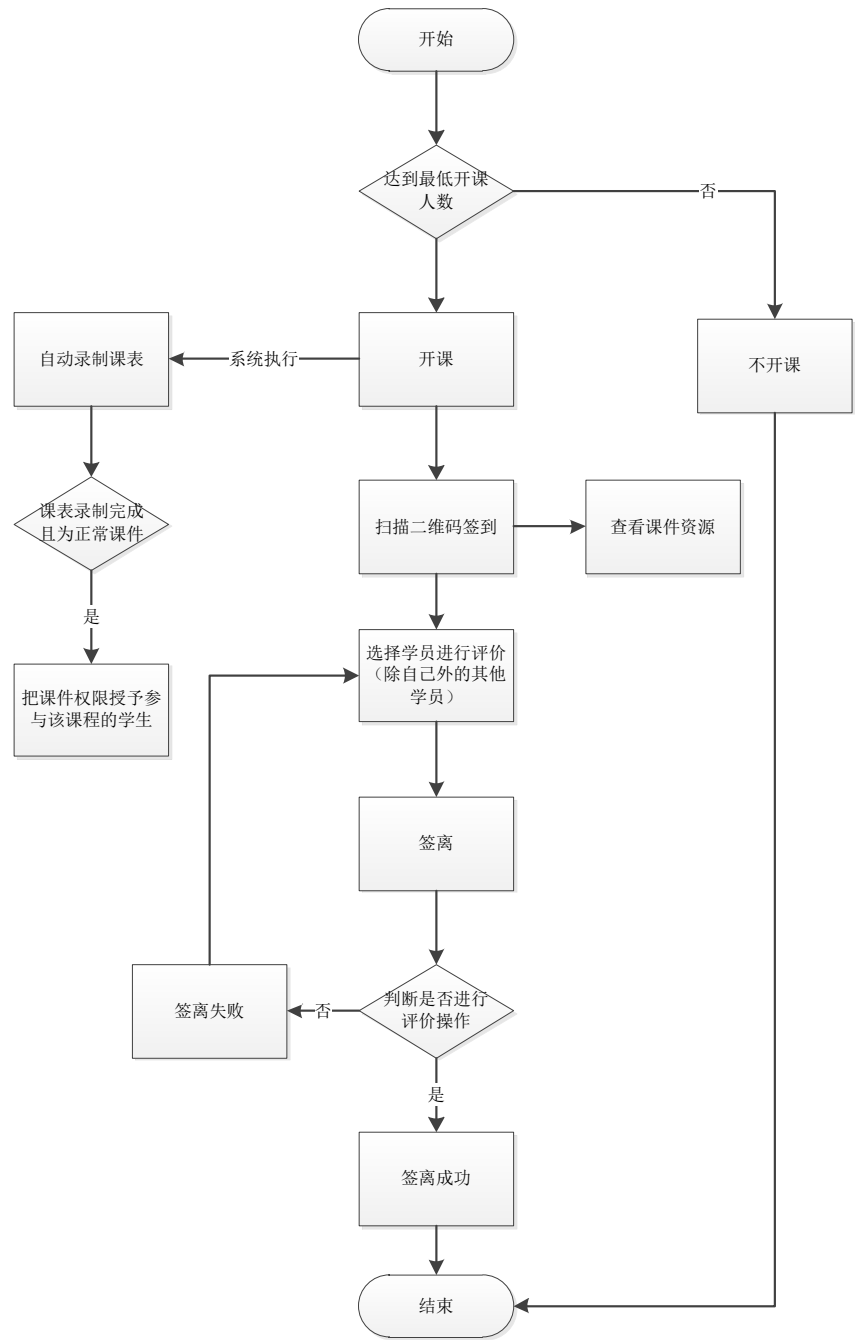 开始
达到最低开课
人数
否
自动录制课表
系统执行
开课
不开课
课表录制完成
且为正常课件
扫描二维码签到
查看课件资源
是
选择学员进行评价
（除自己外的其他
学员）
把课件权限授予参
与该课程的学生
签离
签离失败
否
判断是否进行
评价操作
是
签离成功
结束